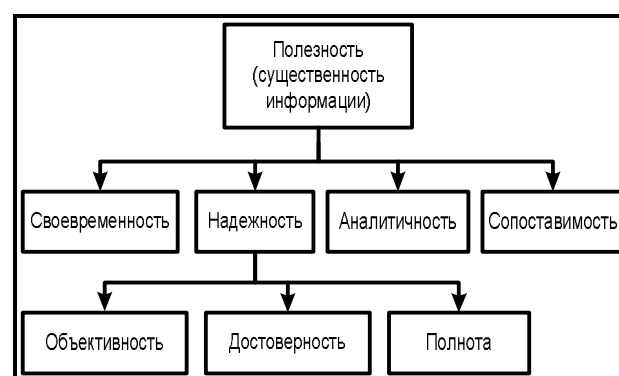 Полезность
(существенность
информации)
Своевременность
Надежность
Аналитичность
Сопоставимость
Объективность
Достоверность
Полнота